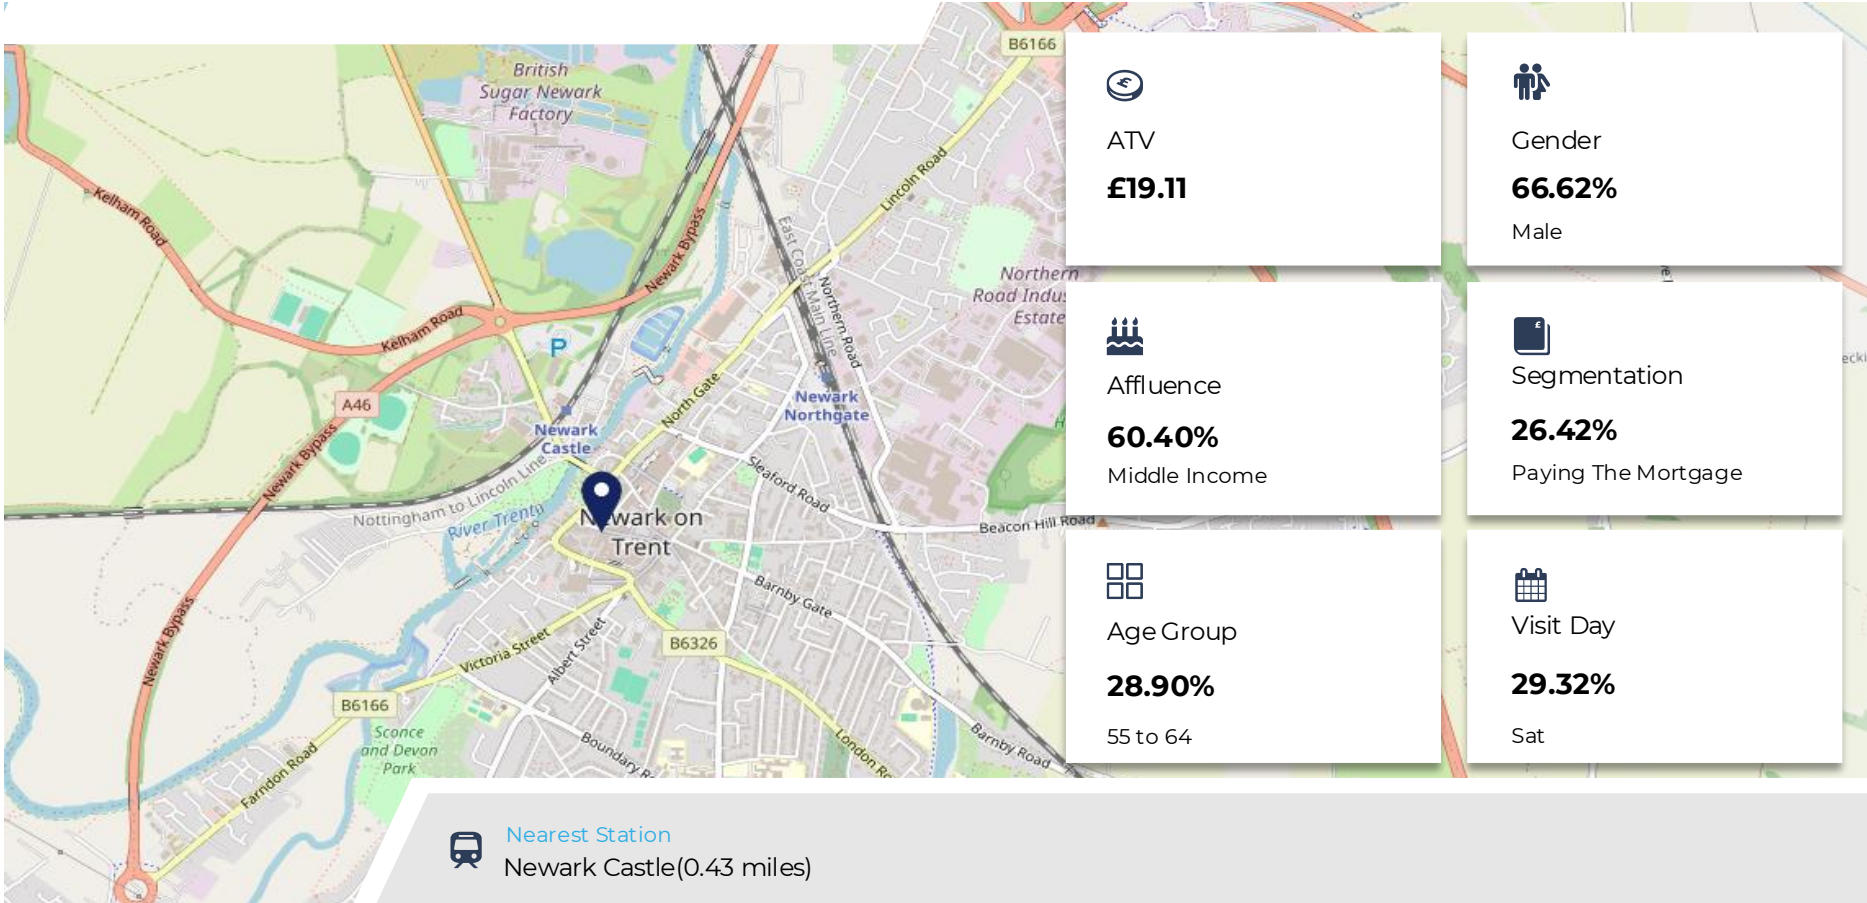 British
Sugar Newark
Factory
B6166
Kelham Road
Lincoln Road
Newark Bypass
East Coast Main Line
Northern Road
Northern
Road Indus
Estate
Kelham Road
P
A46
North Gate
Newark
Northgate
Newark
Castle
Newark Bypass
Sleaford Road
Nottingham to Lincoln Line
River Trent
Newark on
Trent
Beacon Hill Road
Barnby Gate
Newark Bypass
Victoria Street
Albert Street
B6326
B6166
Sconce
and Devon
Park
Boundary R
London Ro
Barnby Road
Farndon Road
ATV
£19.11
Gender
66.62%
Male
Affluence
60.40%
Middle Income
Segmentation
£
26.42%
Paying The Mortgage
Age Group
28.90%
55 to 64
Visit Day
29.32%
Sat
Nearest Station
Newark Castle(0.43 miles)